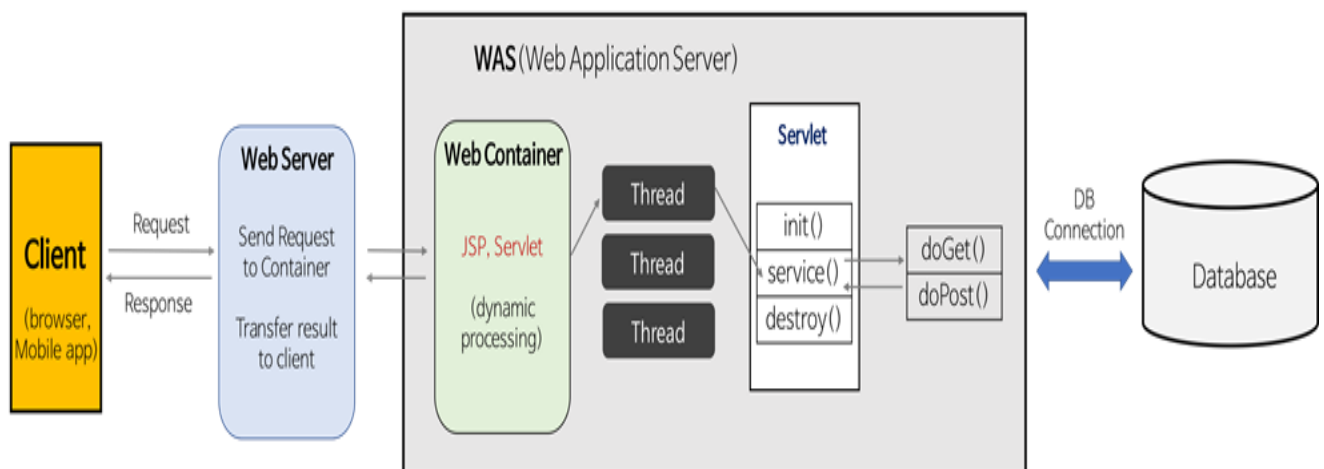 WAS(Web Application Server)
Client
(browser,
Mobile app)
Request
Response
Web Server
Send Request
to Container
Transfer result
to client
Web Container
JSP, Servlet
(dynamic
processing)
Thread
Thread
Thread
Servlet
init()
service()
destroy()
doGet()
doPost()
DB
Connection
Database